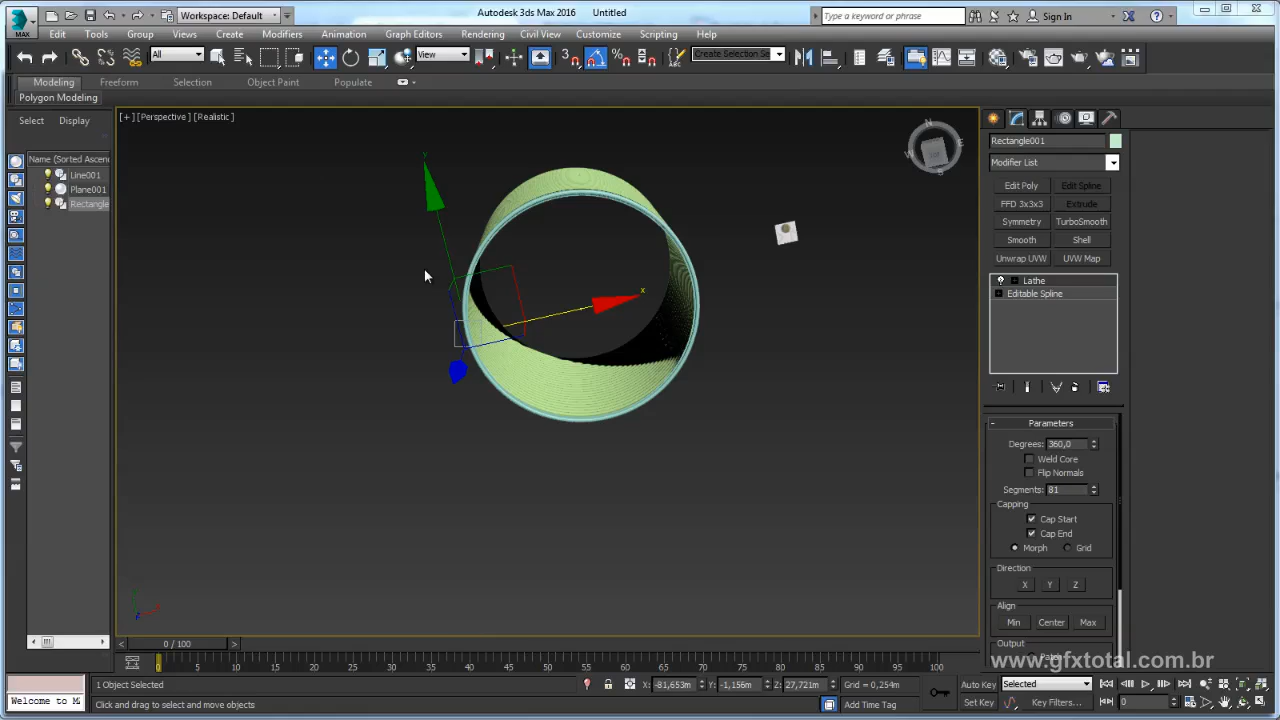 Workspace: Default
Autodesk 3ds Max 2016 Untitled
Type a keyword or phrase
Sign In
MAX
Edit Tools Group Views Create Modifiers Animation Graph Editors Rendering Civil View Customize Scripting Help
All
View
Create Selection Se
Modeling Freeform Selection Object Paint Populate
Polygon Modeling
Select Display
[+] [Perspective] [Realistic]
Name (Sorted Ascen
Line001
Plane001
Rectangle
N
W
E
S
Y
x
Rectangle001
Modifier List
Edit Poly Edit Spline
FFD 3x3x3 Extrude
Symmetry TurboSmooth
Smooth Shell
Unwrap UVW UVW Map
Lathe
Editable Spline
- Parameters
Degrees: 360,0
Weld Core
Flip Normals
Segments: 81
Capping
Cap Start
Cap End
Morph Grid
Direction
X Y Z
Align
Min Center Max
Output
www.gfxtotal.com.br
< 0 / 100 >
0 5 10 15 20 25 30 35 40 45 50 55 60 65 70 75 80 85 90 95 100
1 Object Selected
X: -81,653m Y: -1,156m Z: 27,721m Grid = 0,254m
Auto Key Selected
Welcome to M
Click and drag to select and move objects
Add Time Tag
Set Key Key Filters... 0